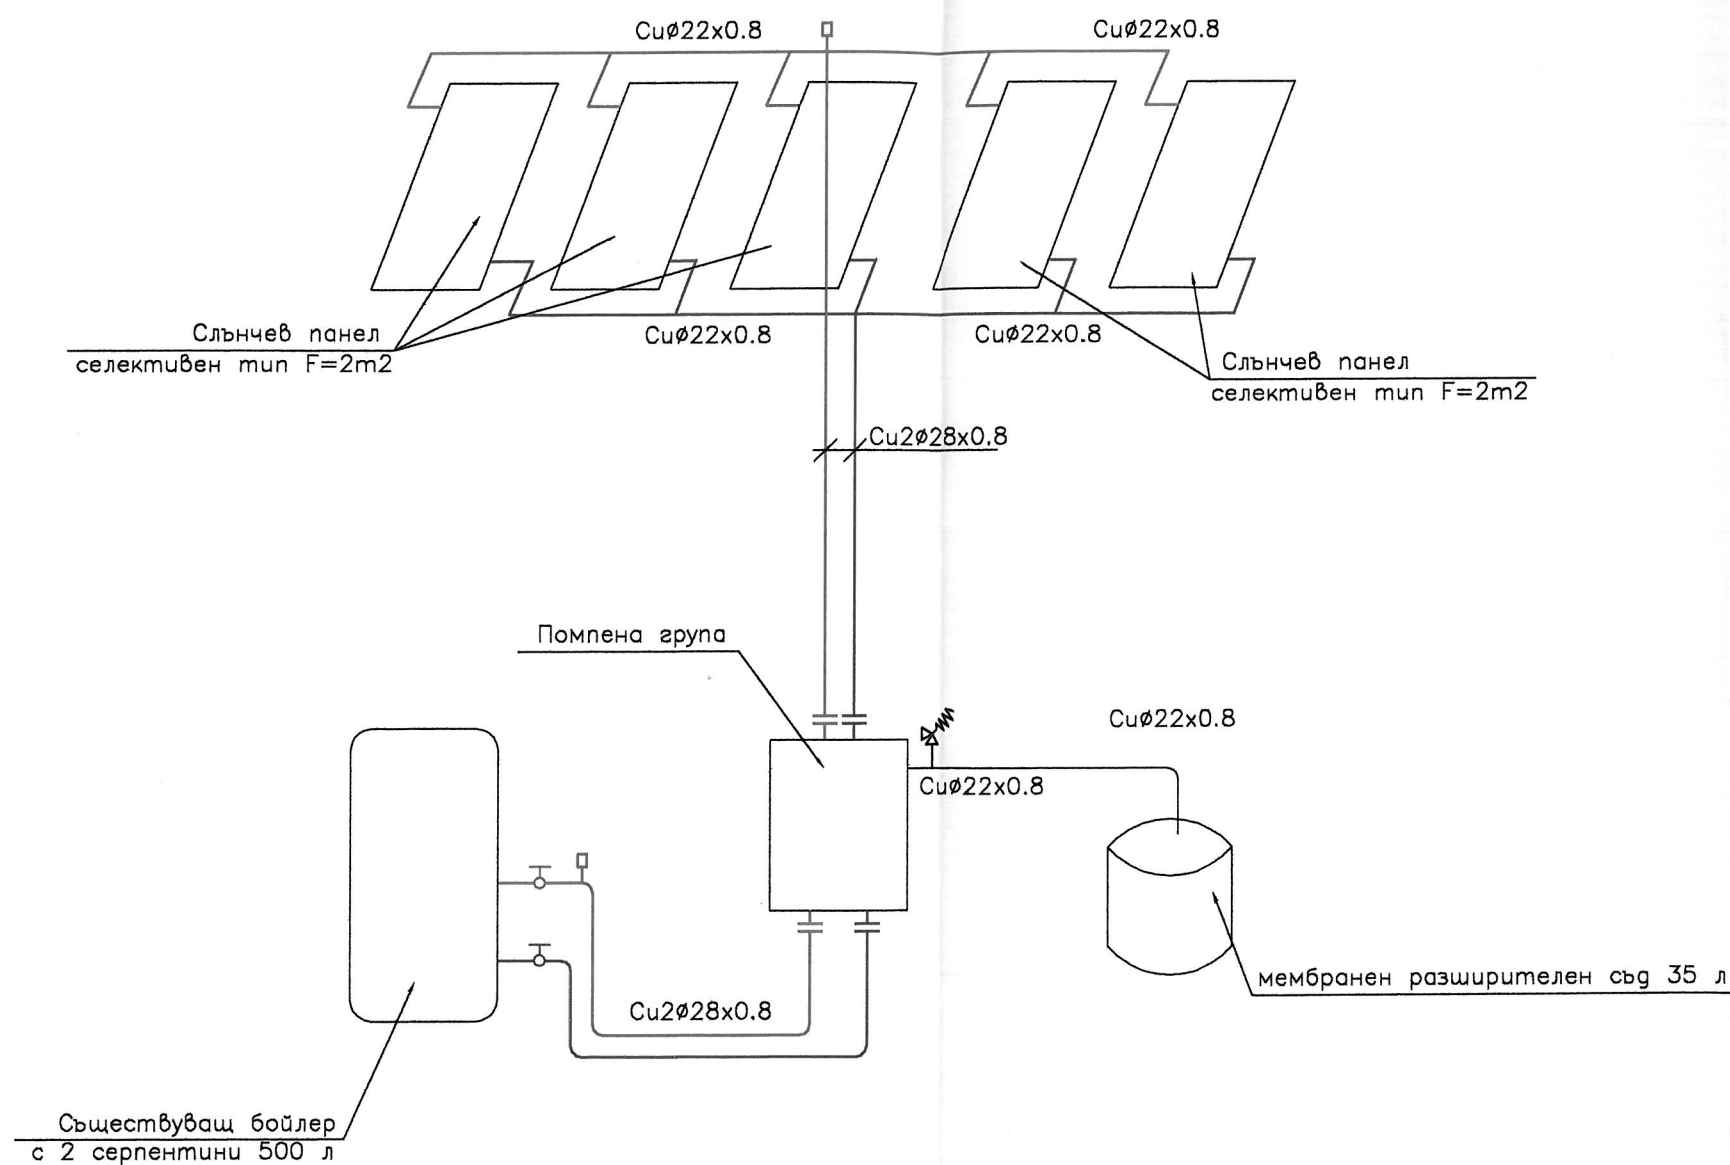 Cuø22x0.8
Cuø22x0.8
Слънчев панел
селективен тип F=2m2
Cuø22x0.8
Cuø22x0.8
Слънчев панел
селективен тип F=2m2
Cu2ø28x0.8
Помпена група
Cuø22x0.8
Cuø22x0.8
мембранен разширителен съд 35 л
Cu2ø28x0.8
Съществуващ бойлер
с 2 серпентини 500 л